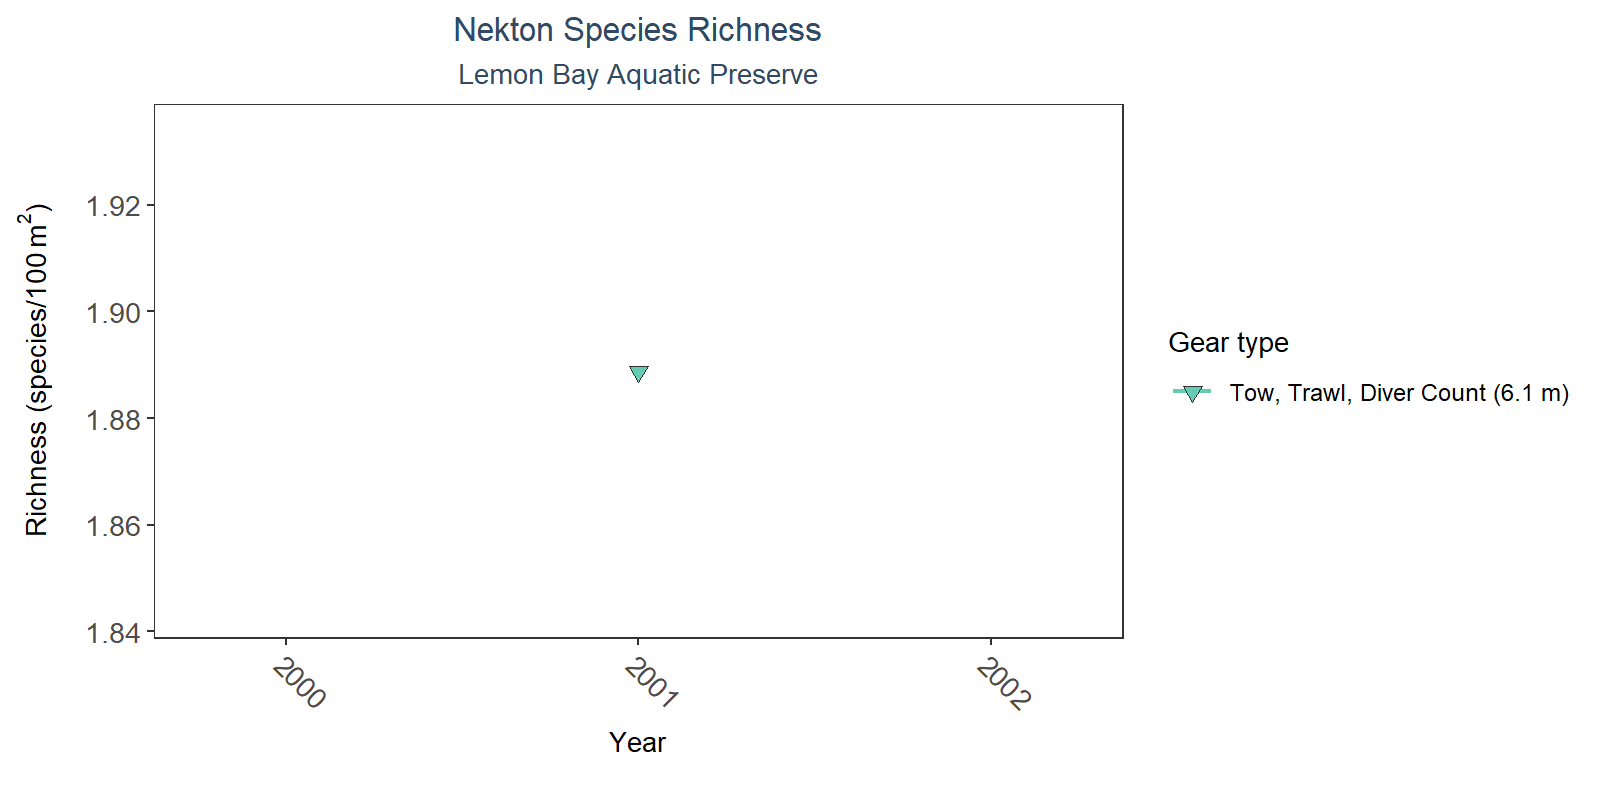 Nekton Species Richness
Lemon Bay Aquatic Preserve
Richness (species/100 m²)
1.92
1.90
1.88
1.86
1.84
2000
2001
2002
Year
Gear type
Tow, Trawl, Diver Count (6.1 m)